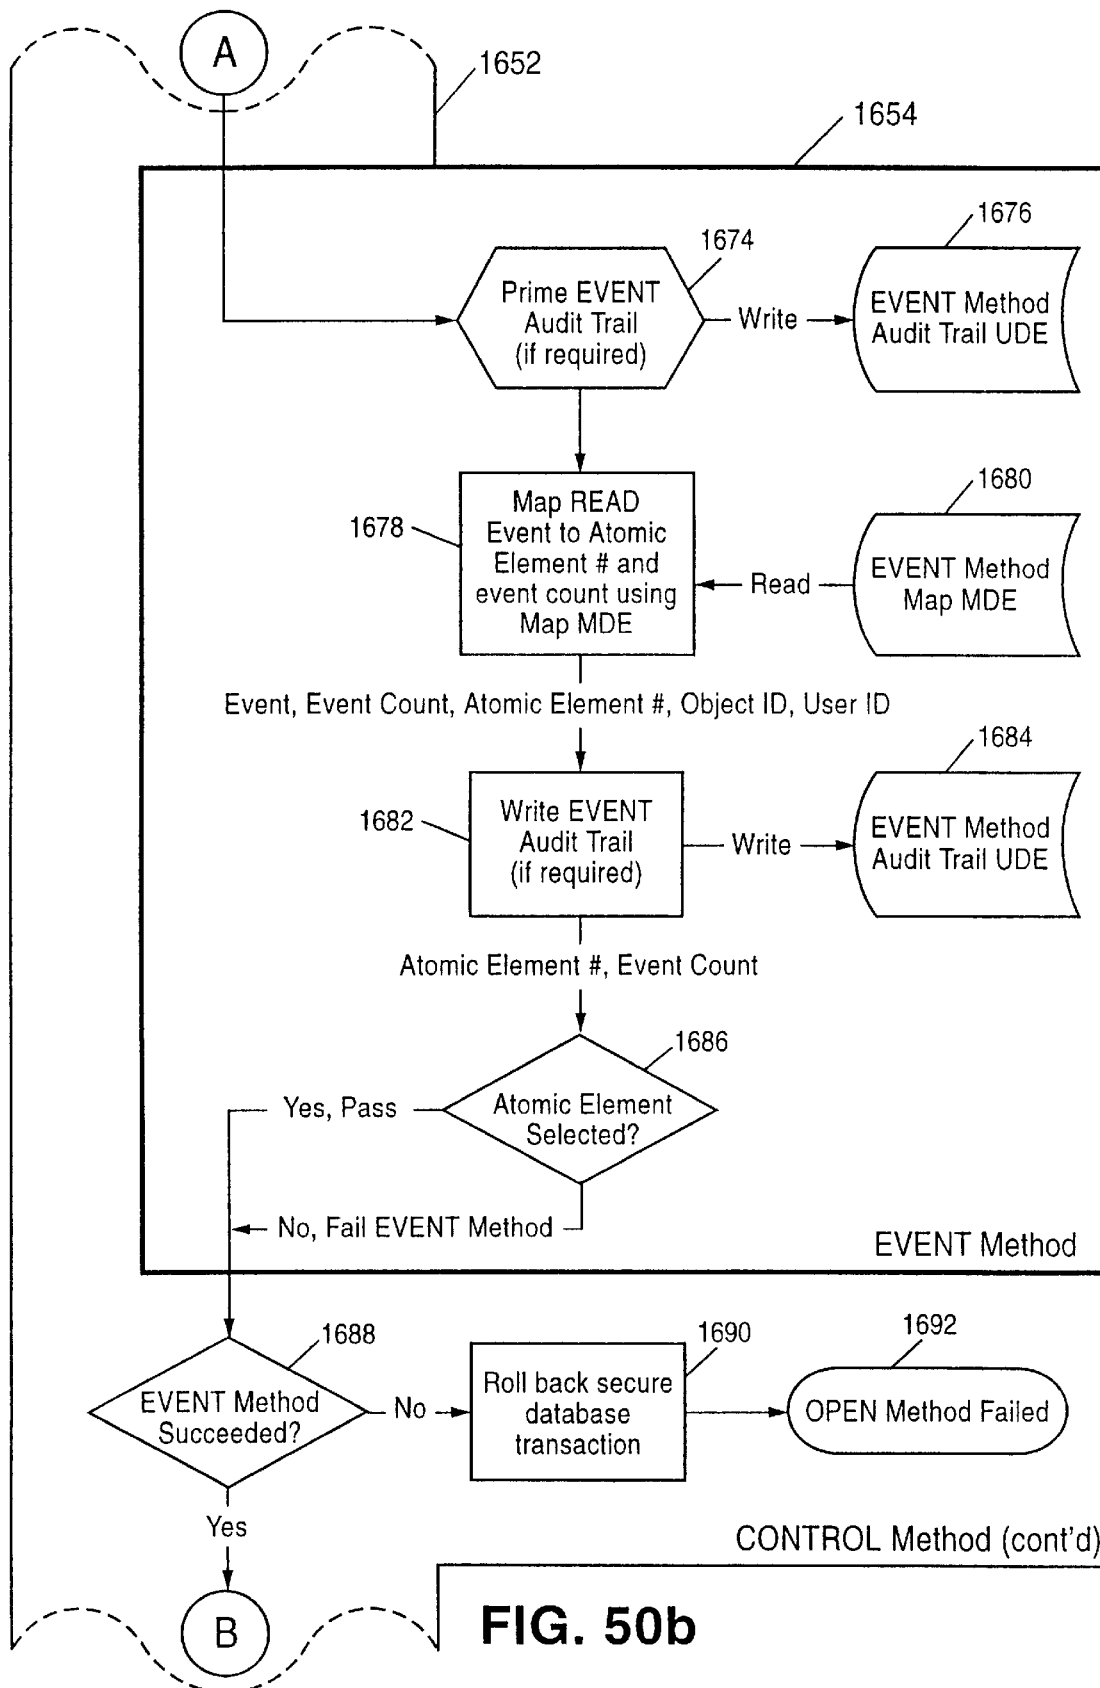 A
1652
1654
1674
1676
Prime EVENT
Audit Trail
(if required)
Write
EVENT Method
Audit Trail UDE
1678
1680
Map READ
Event to Atomic
Element # and
event count using
Map MDE
Read
EVENT Method
Map MDE
Event, Event Count, Atomic Element #, Object ID, User ID
1682
1684
Write EVENT
Audit Trail
(if required)
Write
EVENT Method
Audit Trail UDE
Atomic Element #, Event Count
1686
Atomic Element
Selected?
Yes, Pass
No, Fail EVENT Method
EVENT Method
1688
1690
1692
EVENT Method
Succeeded?
No
Roll back secure
database
transaction
OPEN Method Failed
Yes
CONTROL Method (cont'd)
B
FIG. 50b